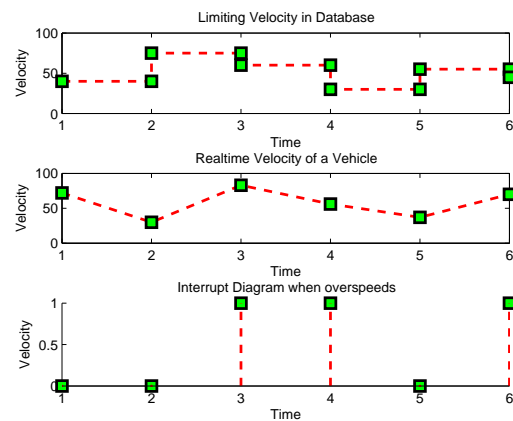 Limiting Velocity in Database
100
50
0
Velocity
1 2 3 4 5 6
Time
Realtime Velocity of a Vehicle
100
50
0
Velocity
1 2 3 4 5 6
Time
Interrupt Diagram when overspeeds
1
0.5
0
Velocity
1 2 3 4 5 6
Time